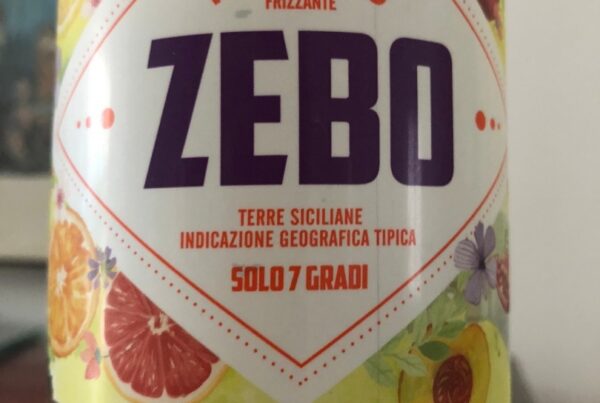 FRIZZANTE
ZEBO
TERRE SICILIANE
INDICAZIONE GEOGRAFICA TIPICA
SOLO 7 GRADI